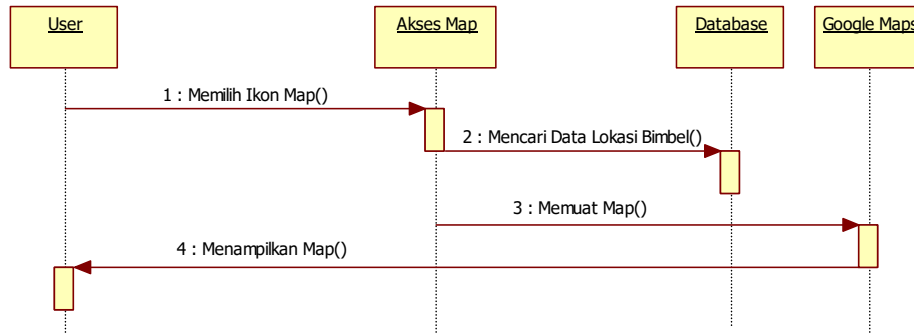 User
Akses Map
Database
Google Maps
1 : Memilih Ikon Map()
2 : Mencari Data Lokasi Bimbel()
3 : Memuat Map()
4 : Menampilkan Map()